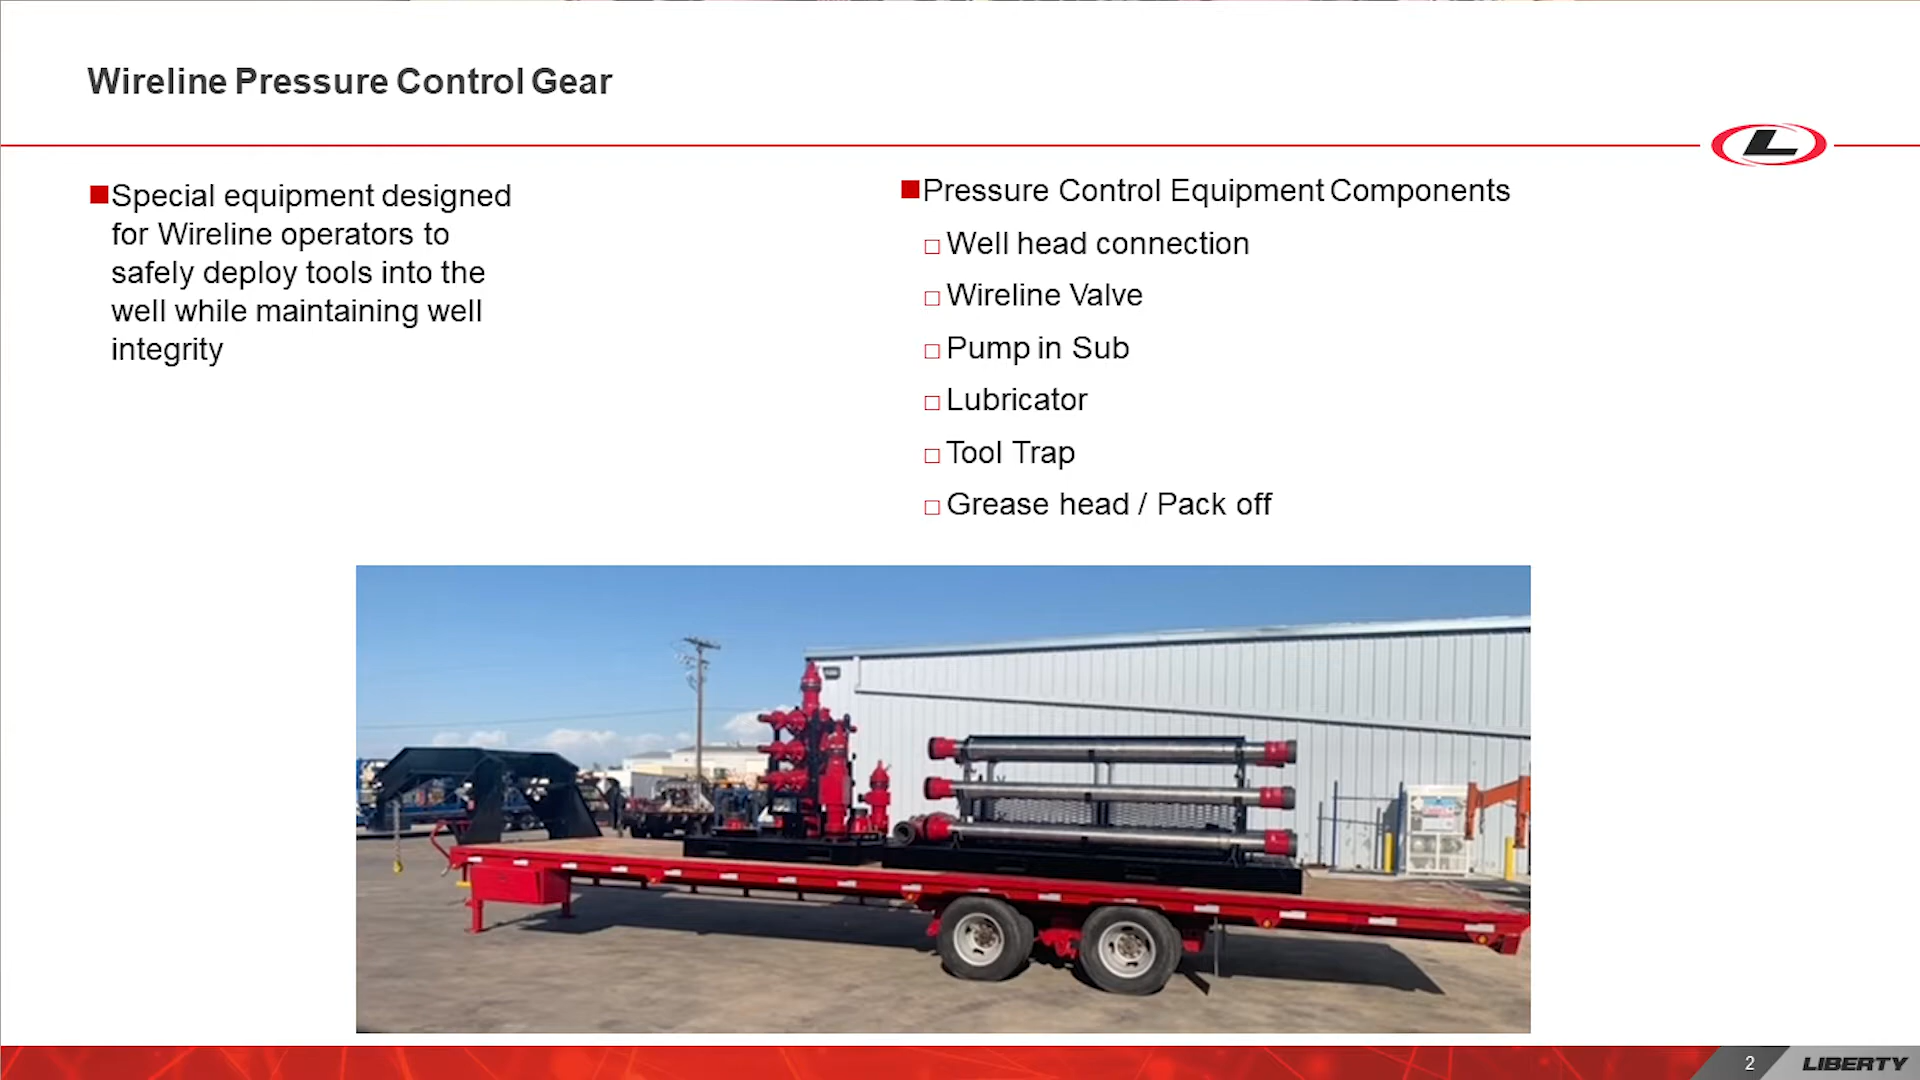 Wireline Pressure Control Gear
Special equipment designed
for Wireline operators to
safely deploy tools into the
well while maintaining well
integrity
Pressure Control Equipment Components
Well head connection
Wireline Valve
Pump in Sub
Lubricator
Tool Trap
Grease head / Pack off
2
LIBERTY